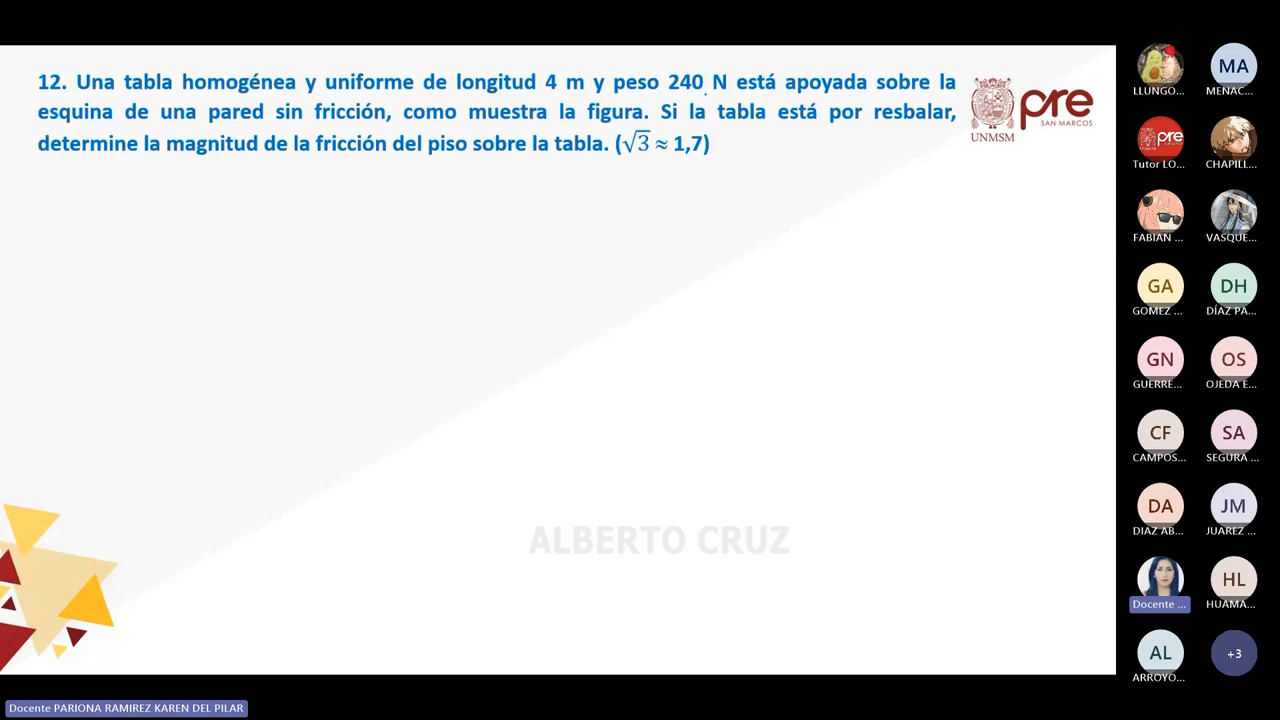 12. Una tabla homogénea y uniforme de longitud 4 m y peso 240 N está apoyada sobre la
esquina de una pared sin fricción, como muestra la figura. Si la tabla está por resbalar,
determine la magnitud de la fricción del piso sobre la tabla. (√3 ≈ 1,7)
UNMSM
pre
SAN MARCOS
ALBERTO CRUZ
LLUNGO...
MA
MENAC...
pre
Tutor LO...
CHAPILL...
FABIAN ...
VASQUE...
GA
GOMEZ ...
DH
DÍAZ PA...
GN
GUERRE...
OS
OJEDA E...
CF
CAMPOS...
SA
SEGURA ...
DA
DIAZ AB...
JM
JUAREZ ...
Docente ...
HL
HUAMA...
AL
ARROYO...
+3
Docente PARIONA RAMIREZ KAREN DEL PILAR